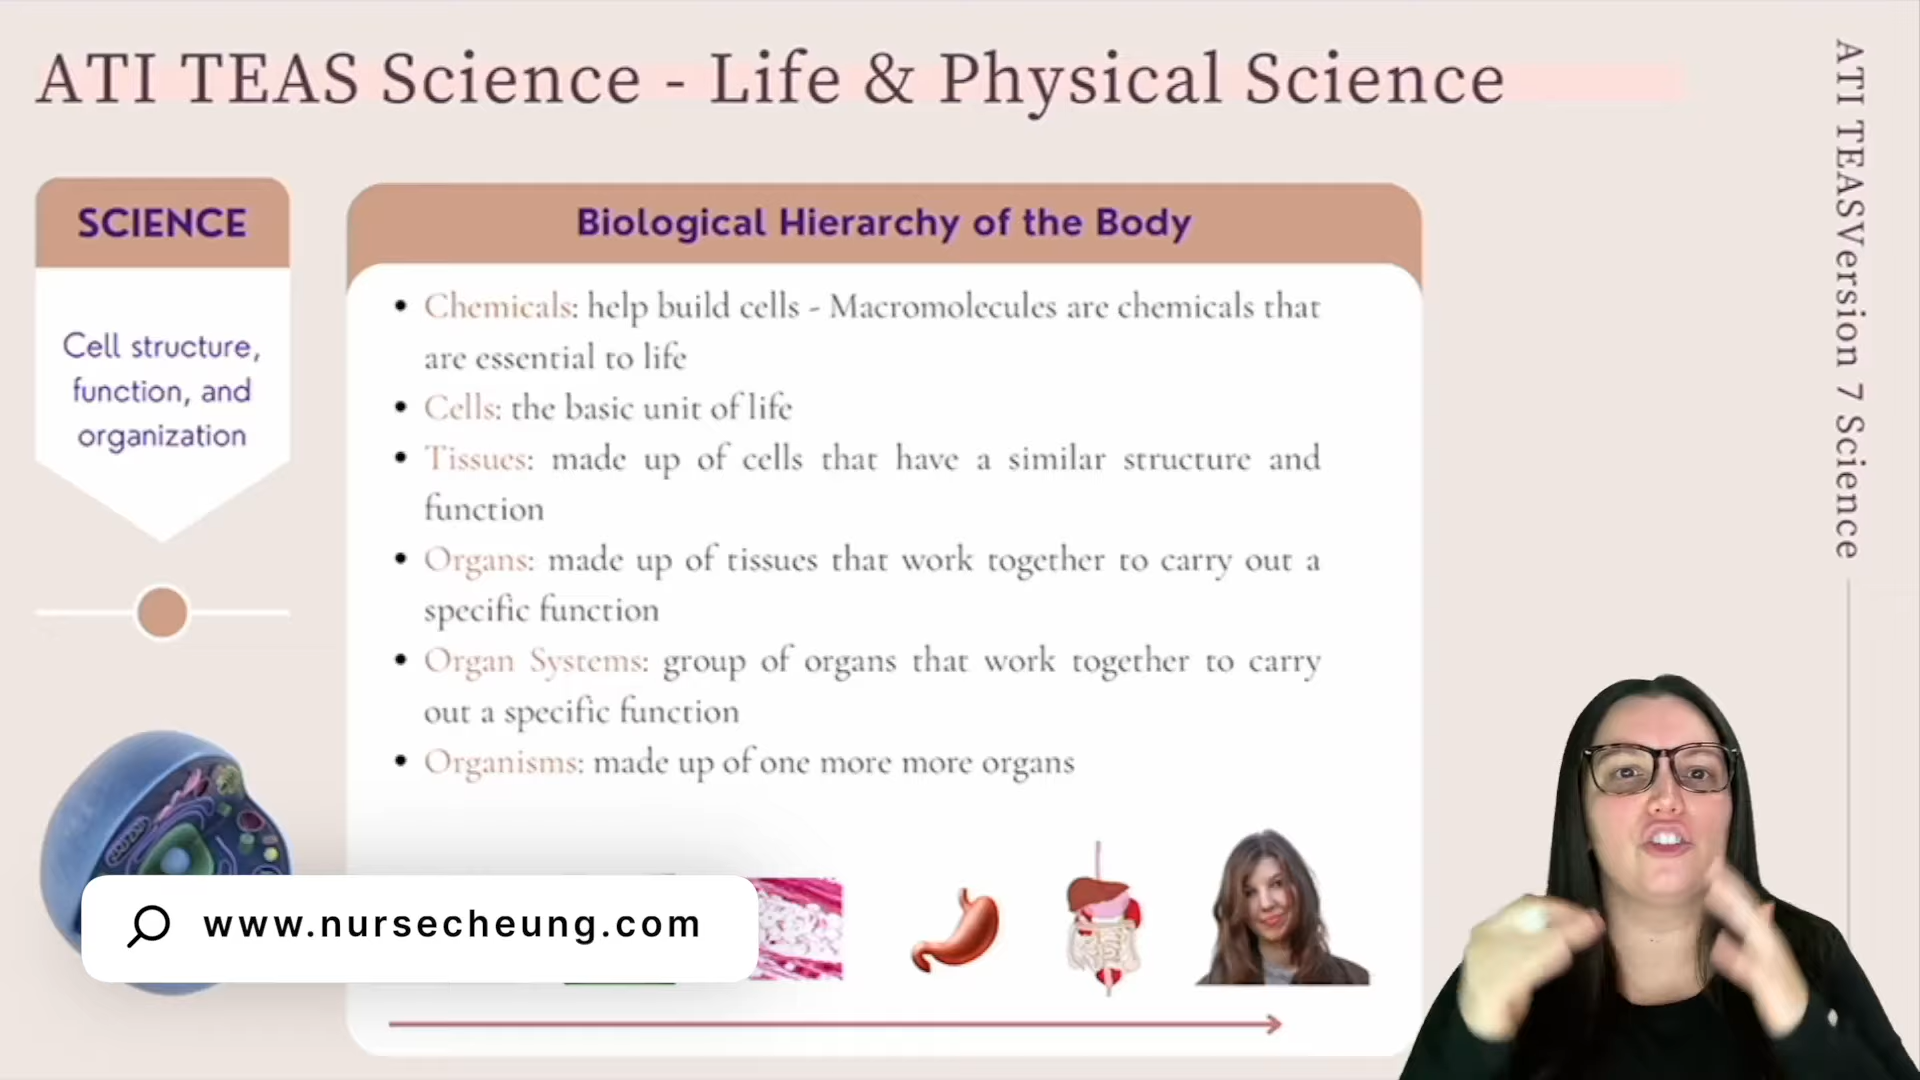 ATI TEAS Science - Life & Physical Science
SCIENCE
Cell structure,
function, and
organization
Biological Hierarchy of the Body
• Chemicals: help build cells - Macromolecules are chemicals that
are essential to life
• Cells: the basic unit of life
• Tissues: made up of cells that have a similar structure and
function
• Organs: made up of tissues that work together to carry out a
specific function
• Organ Systems: group of organs that work together to carry
out a specific function
• Organisms: made up of one more more organs
www.nursecheung.com
ATI TEASVersion 7 Science